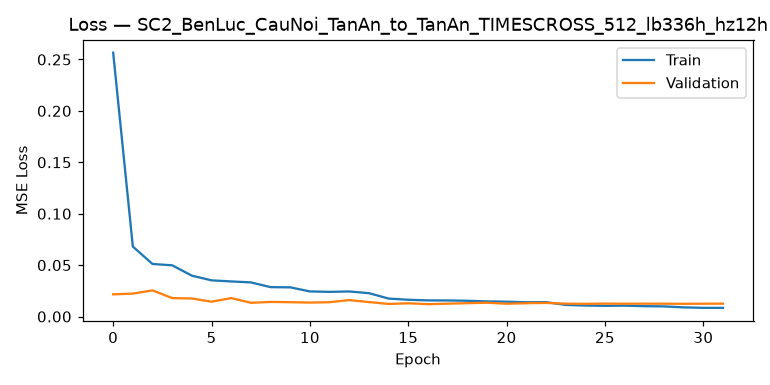 Loss — SC2_BenLuc_CauNoi_TanAn_to_TanAn_TIMESCROSS_512_lb336h_hz12h
Train
Validation
MSE Loss
0.25
0.20
0.15
0.10
0.05
0.00
0 5 10 15 20 25 30
Epoch